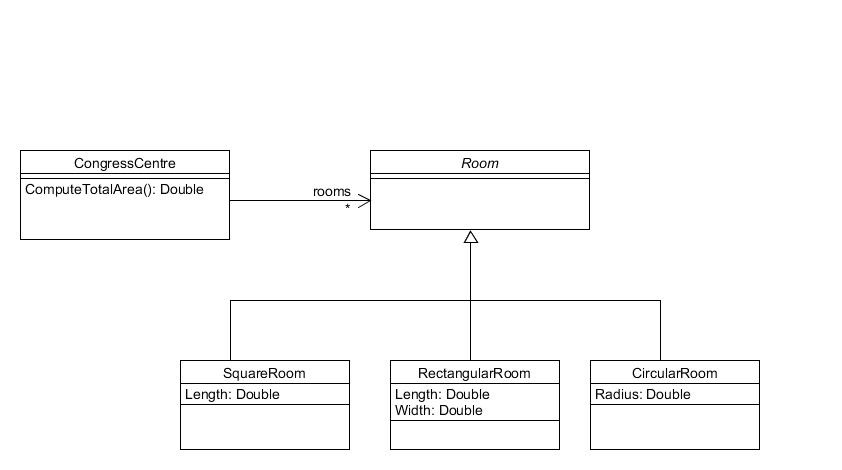 CongressCentre
ComputeTotalArea(): Double
rooms
*
Room
SquareRoom
Length: Double
RectangularRoom
Length: Double
Width: Double
CircularRoom
Radius: Double